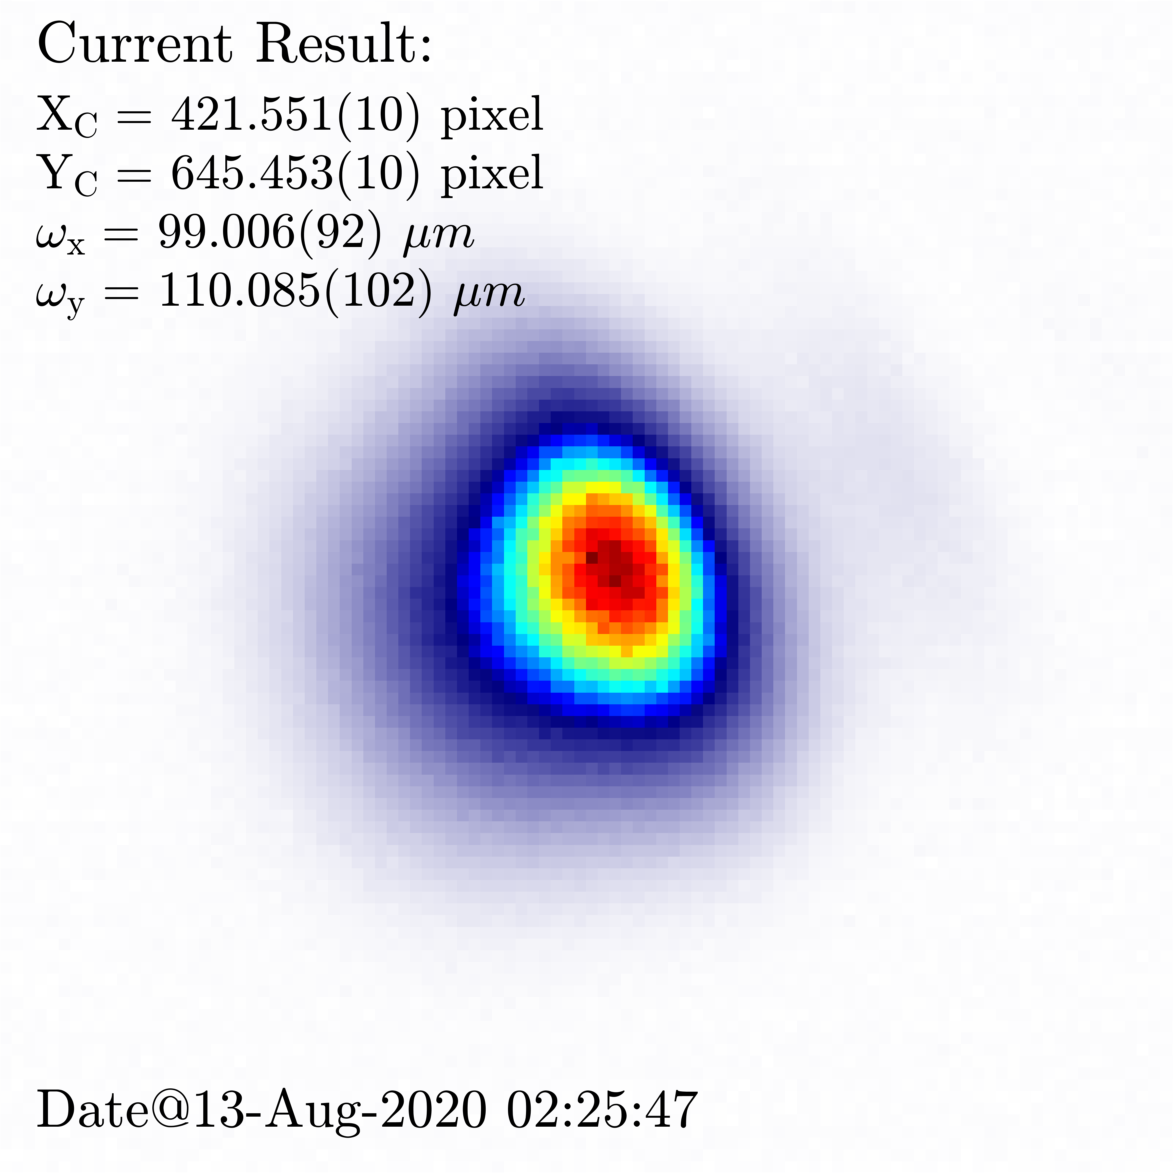 Current Result:
X_C = 421.551(10) pixel
Y_C = 645.453(10) pixel
ω_x = 99.006(92) μm
ω_y = 110.085(102) μm
Date@13-Aug-2020 02:25:47